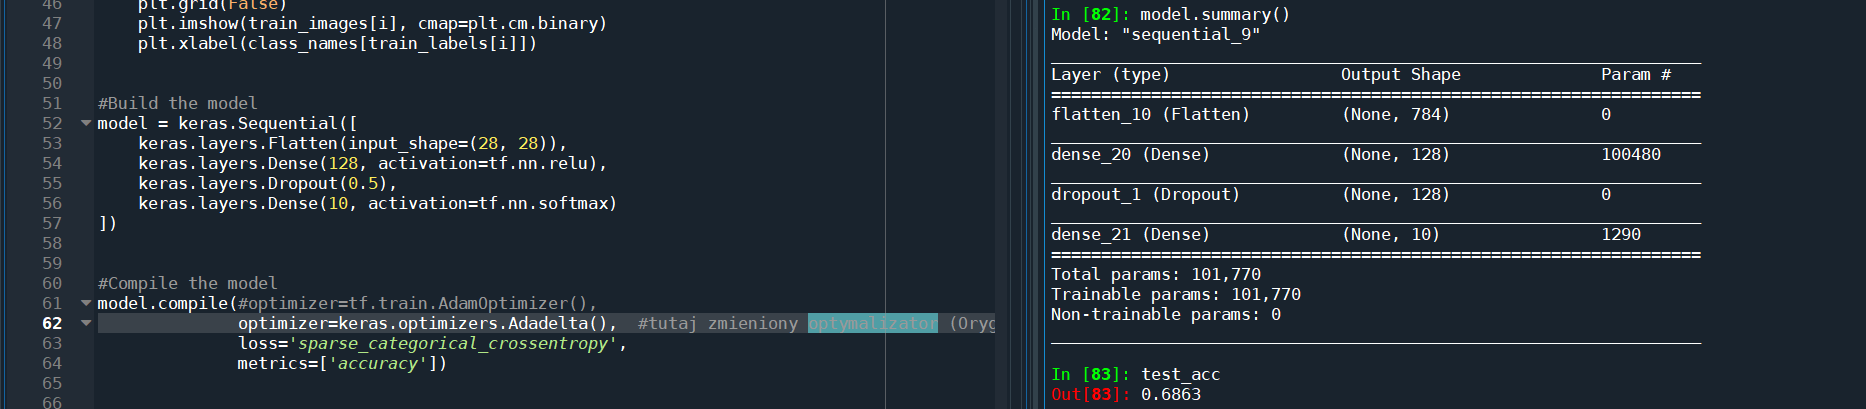 46 plt.grid(False)
47 plt.imshow(train_images[i], cmap=plt.cm.binary)
48 plt.xlabel(class_names[train_labels[i]])
49
50
51 #Build the model
52 model = keras.Sequential([
53 keras.layers.Flatten(input_shape=(28, 28)),
54 keras.layers.Dense(128, activation=tf.nn.relu),
55 keras.layers.Dropout(0.5),
56 keras.layers.Dense(10, activation=tf.nn.softmax)
57 ])
58
59
60 #Compile the model
61 model.compile(#optimizer=tf.train.AdamOptimizer(),
62 optimizer=keras.optimizers.Adadelta(), #tutaj zmieniony optymalizator (Oryg
63 loss='sparse_categorical_crossentropy',
64 metrics=['accuracy'])
65
66
In [82]: model.summary()
Model: "sequential_9"
Layer (type) Output Shape Param #
=================================================================
flatten_10 (Flatten) (None, 784) 0
dense_20 (Dense) (None, 128) 100480
dropout_1 (Dropout) (None, 128) 0
dense_21 (Dense) (None, 10) 1290
=================================================================
Total params: 101,770
Trainable params: 101,770
Non-trainable params: 0
In [83]: test_acc
Out[83]: 0.6863